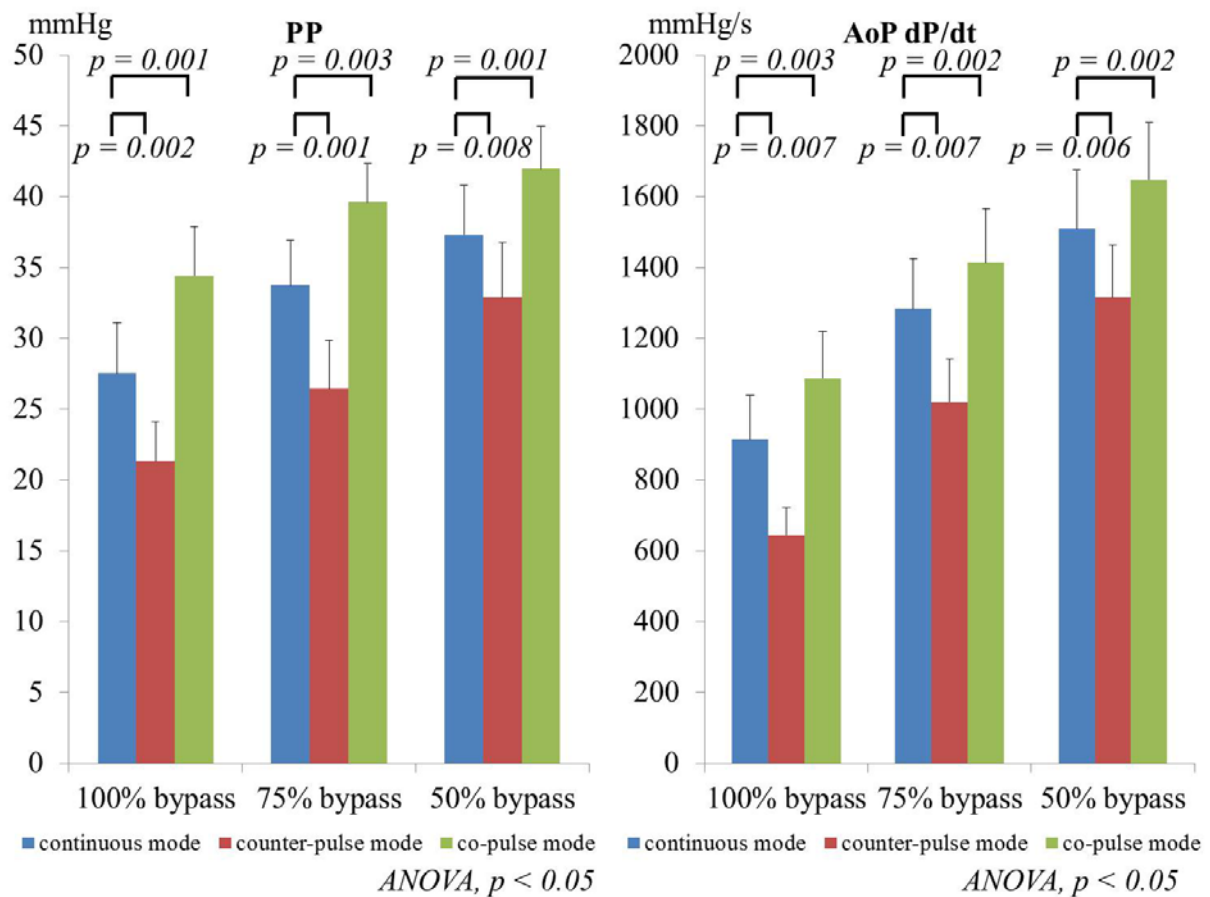 mmHg
PP
50
45
40
35
30
25
20
15
10
5
0
p = 0.001
p = 0.003
p = 0.001
p = 0.002
p = 0.001
p = 0.008
100% bypass
75% bypass
50% bypass
continuous mode
counter-pulse mode
co-pulse mode
ANOVA, p < 0.05
mmHg/s
AoP dP/dt
2000
1800
1600
1400
1200
1000
800
600
400
200
0
p = 0.003
p = 0.002
p = 0.002
p = 0.007
p = 0.007
p = 0.006
100% bypass
75% bypass
50% bypass
continuous mode
counter-pulse mode
co-pulse mode
ANOVA, p < 0.05